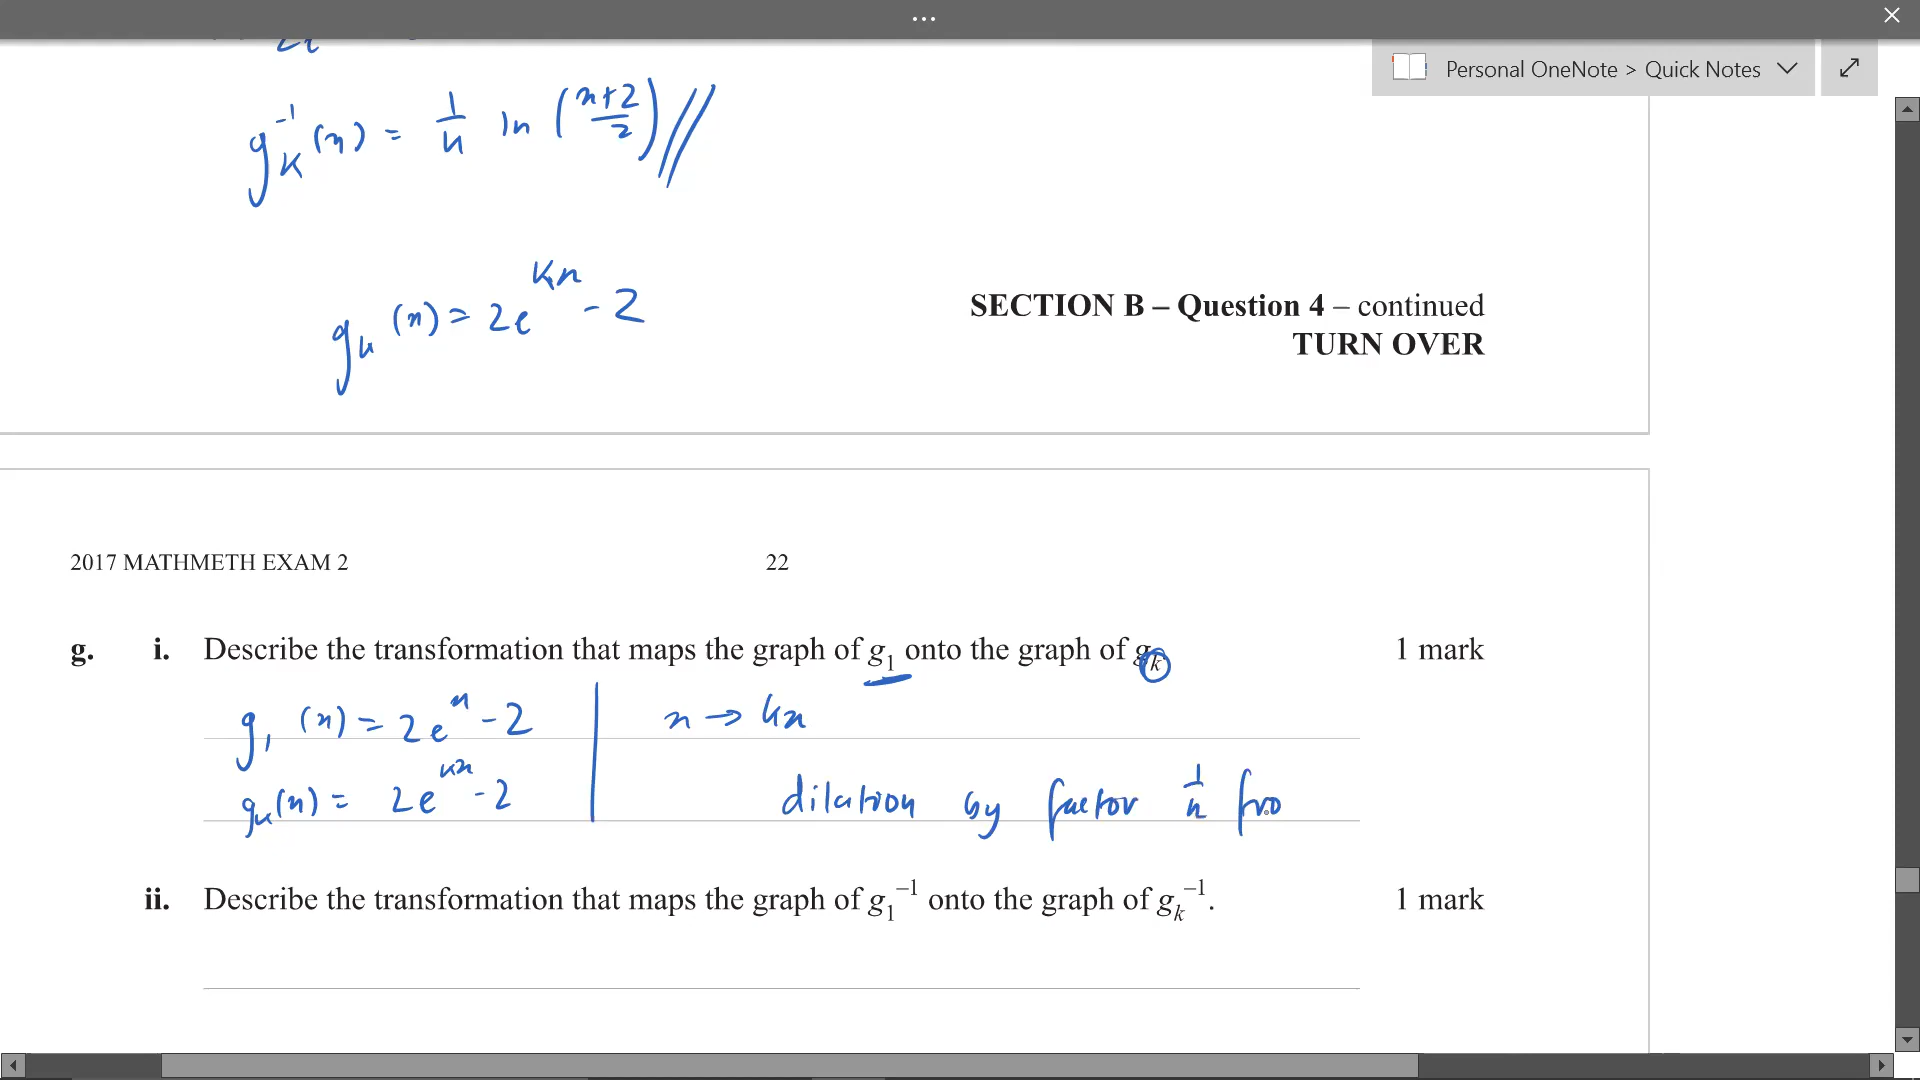 ...
Personal OneNote > Quick Notes
g_k^{-1}(x) = 1/k ln((x+2)/2) //
g_k(x) = 2e^{kx} - 2
SECTION B – Question 4 – continued
TURN OVER
2017 MATHMETH EXAM 2 22
g. i. Describe the transformation that maps the graph of g_1 onto the graph of g_k 1 mark
g_1(x) = 2e^x - 2 | x → kx
g_k(x) = 2e^{kx} - 2 dilation by factor 1/k fro
ii. Describe the transformation that maps the graph of g_1^{-1} onto the graph of g_k^{-1}. 1 mark